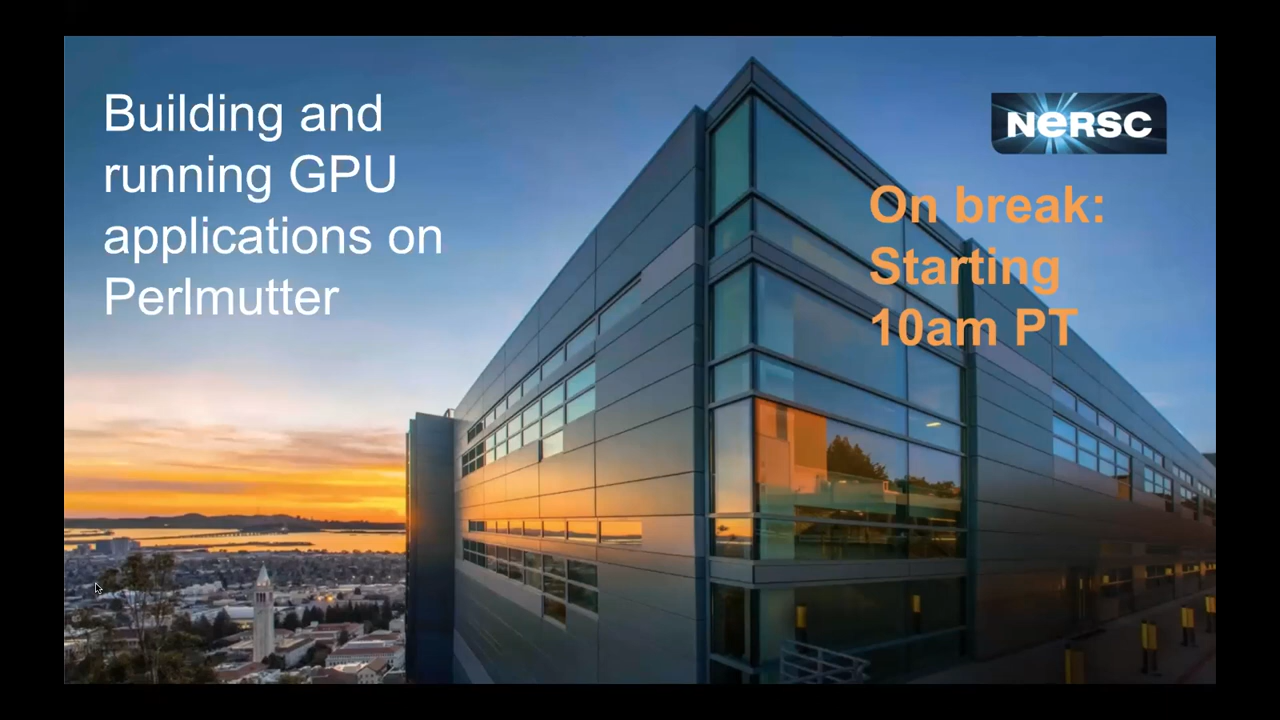 Building and
running GPU
applications on
Perlmutter
NERSC
On break:
Starting
10am PT